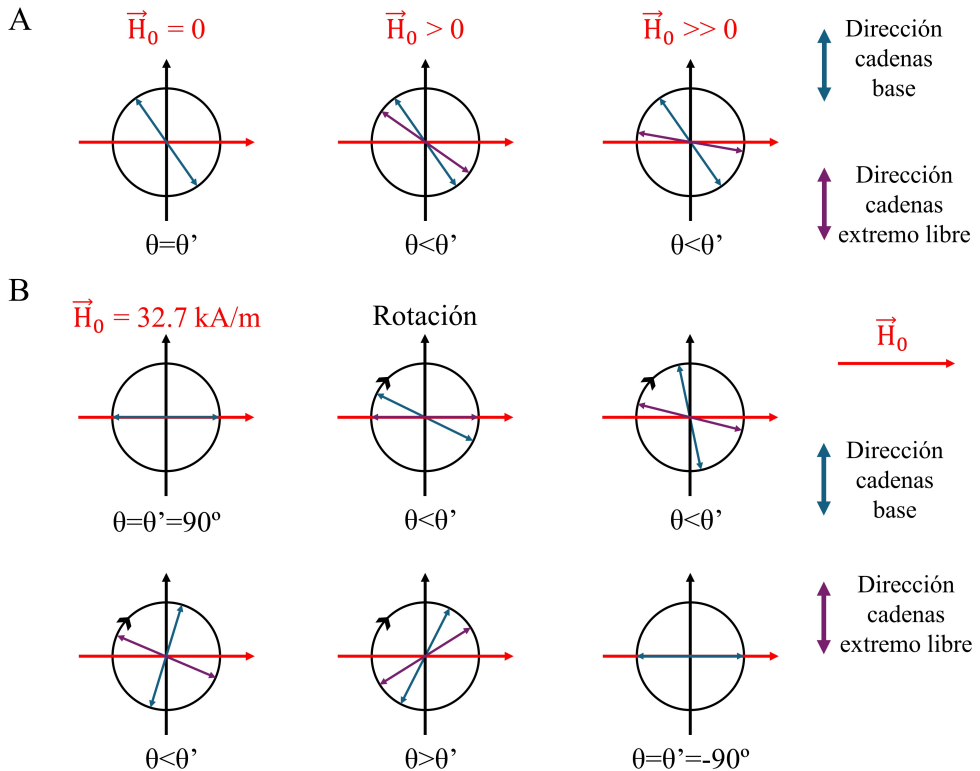 A
H₀ = 0
H₀ > 0
H₀ >> 0
Dirección
cadenas
base
Dirección
cadenas
extremo libre
θ=θ’
θ<θ’
θ<θ’
B
H₀ = 32.7 kA/m
Rotación
H₀
Dirección
cadenas
base
θ=θ’=90º
θ<θ’
θ<θ’
Dirección
cadenas
extremo libre
θ<θ’
θ>θ’
θ=θ’=-90º